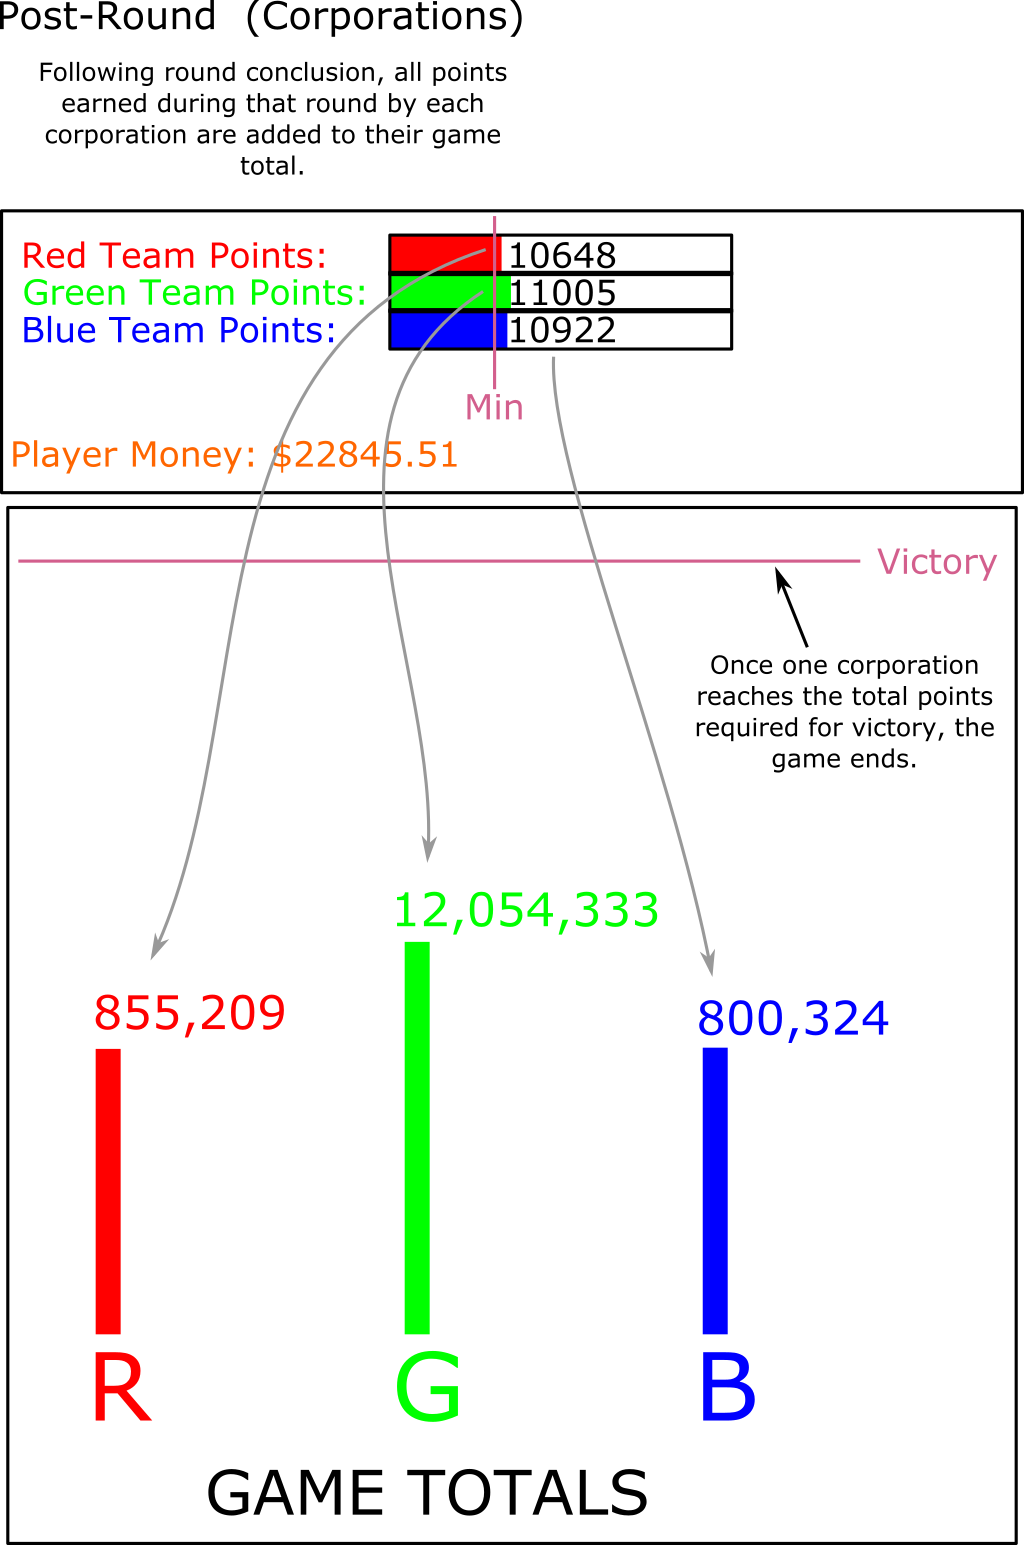 Post-Round  (Corporations)
Following round conclusion, all points
earned during that round by each
corporation are added to their game
total.
Red Team Points: 10648
Green Team Points: 11005
Blue Team Points: 10922
Min
Player Money: $22845.51
Victory
Once one corporation
reaches the total points
required for victory, the
game ends.
12,054,333
855,209
800,324
R G B
GAME TOTALS